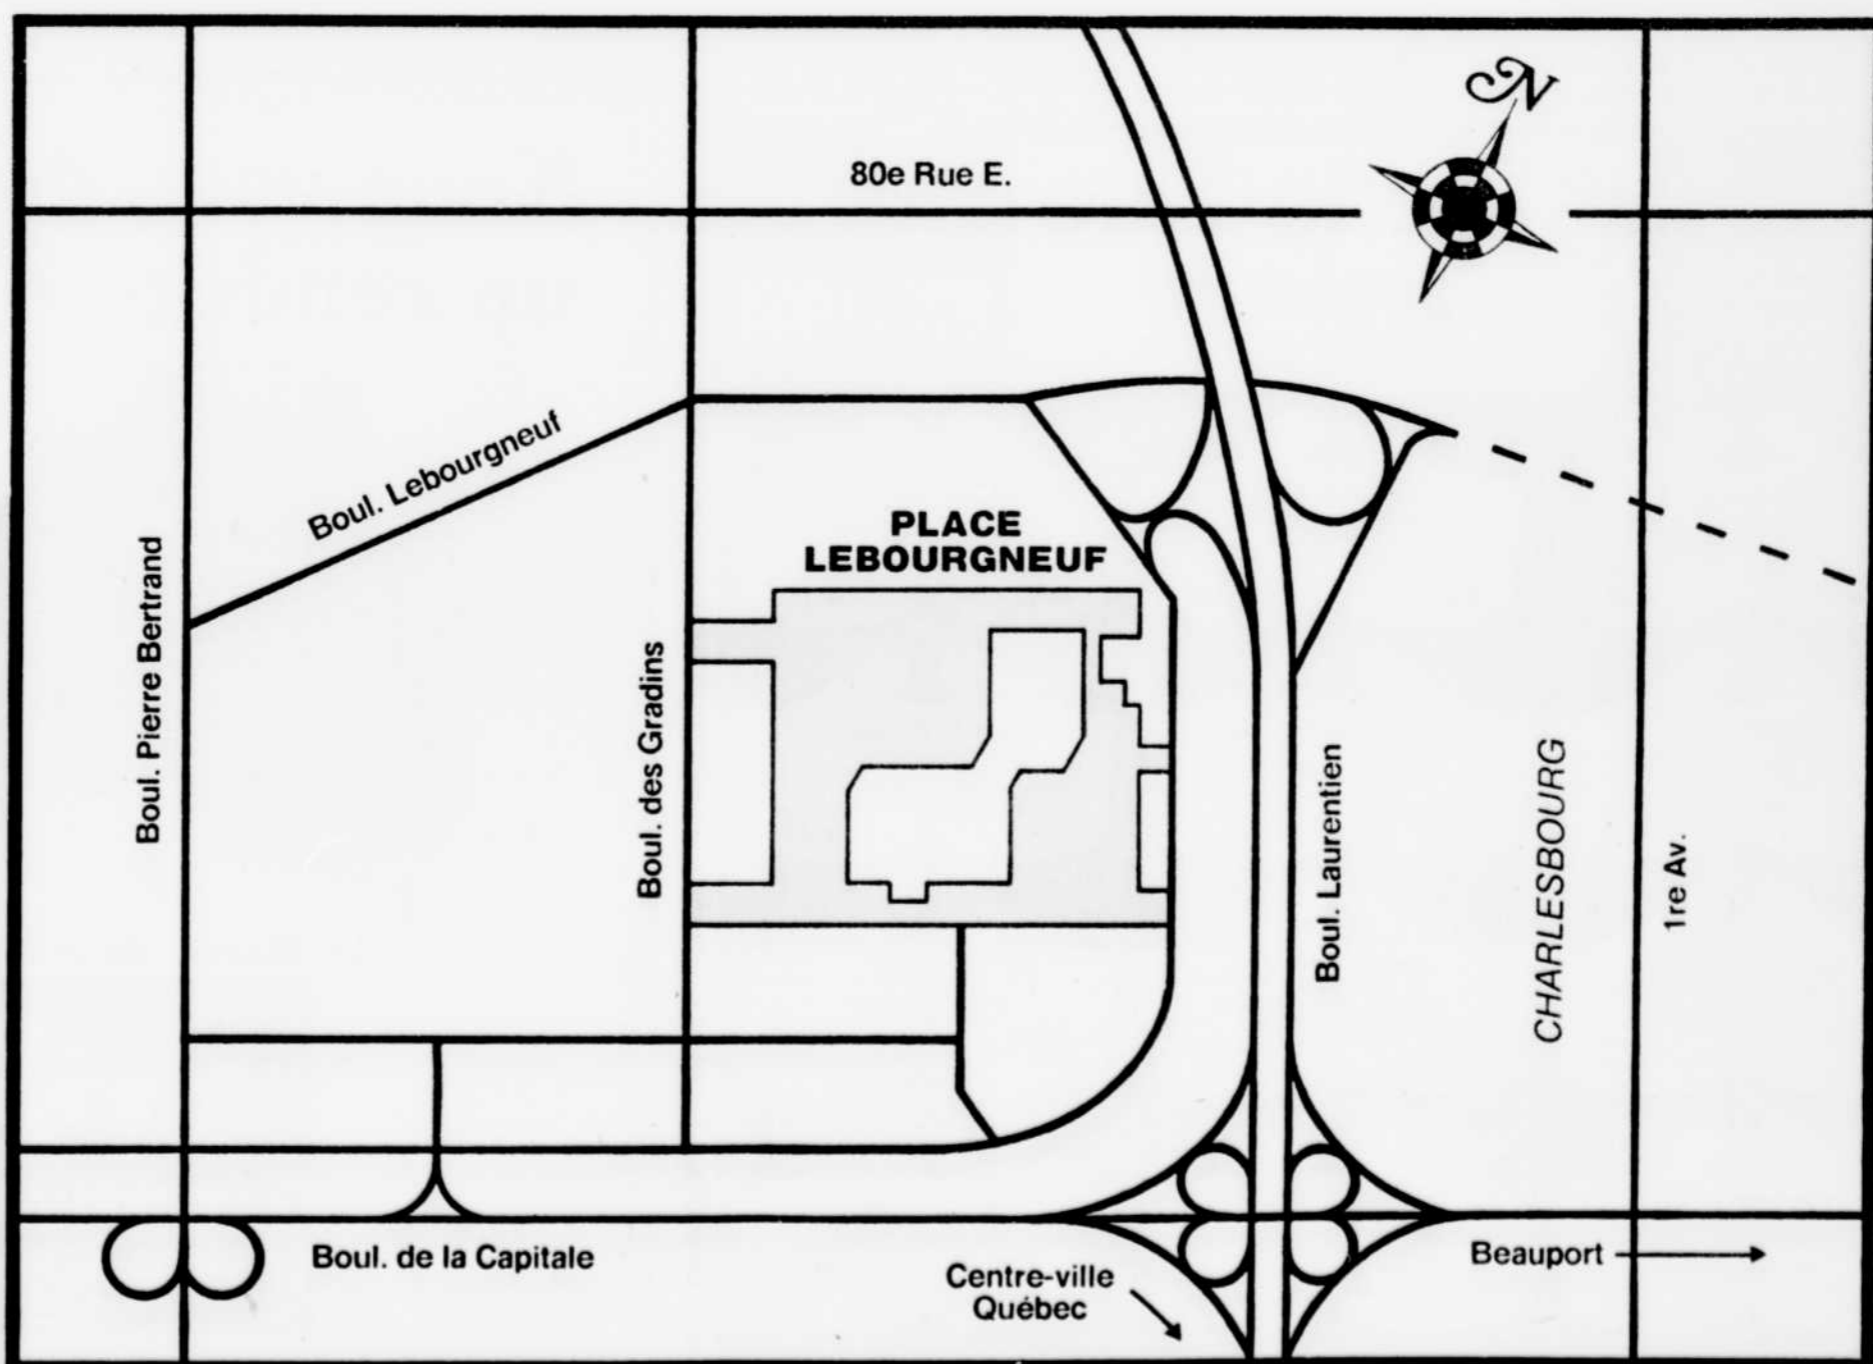 N
80e Rue E.
Boul. Lebourgneuf
PLACE
LEBOURGNEUF
Boul. Pierre Bertrand
Boul. des Gradins
Boul. Laurentien
CHARLESBOURG
1re Av.
Boul. de la Capitale
Centre-ville
Québec
Beauport